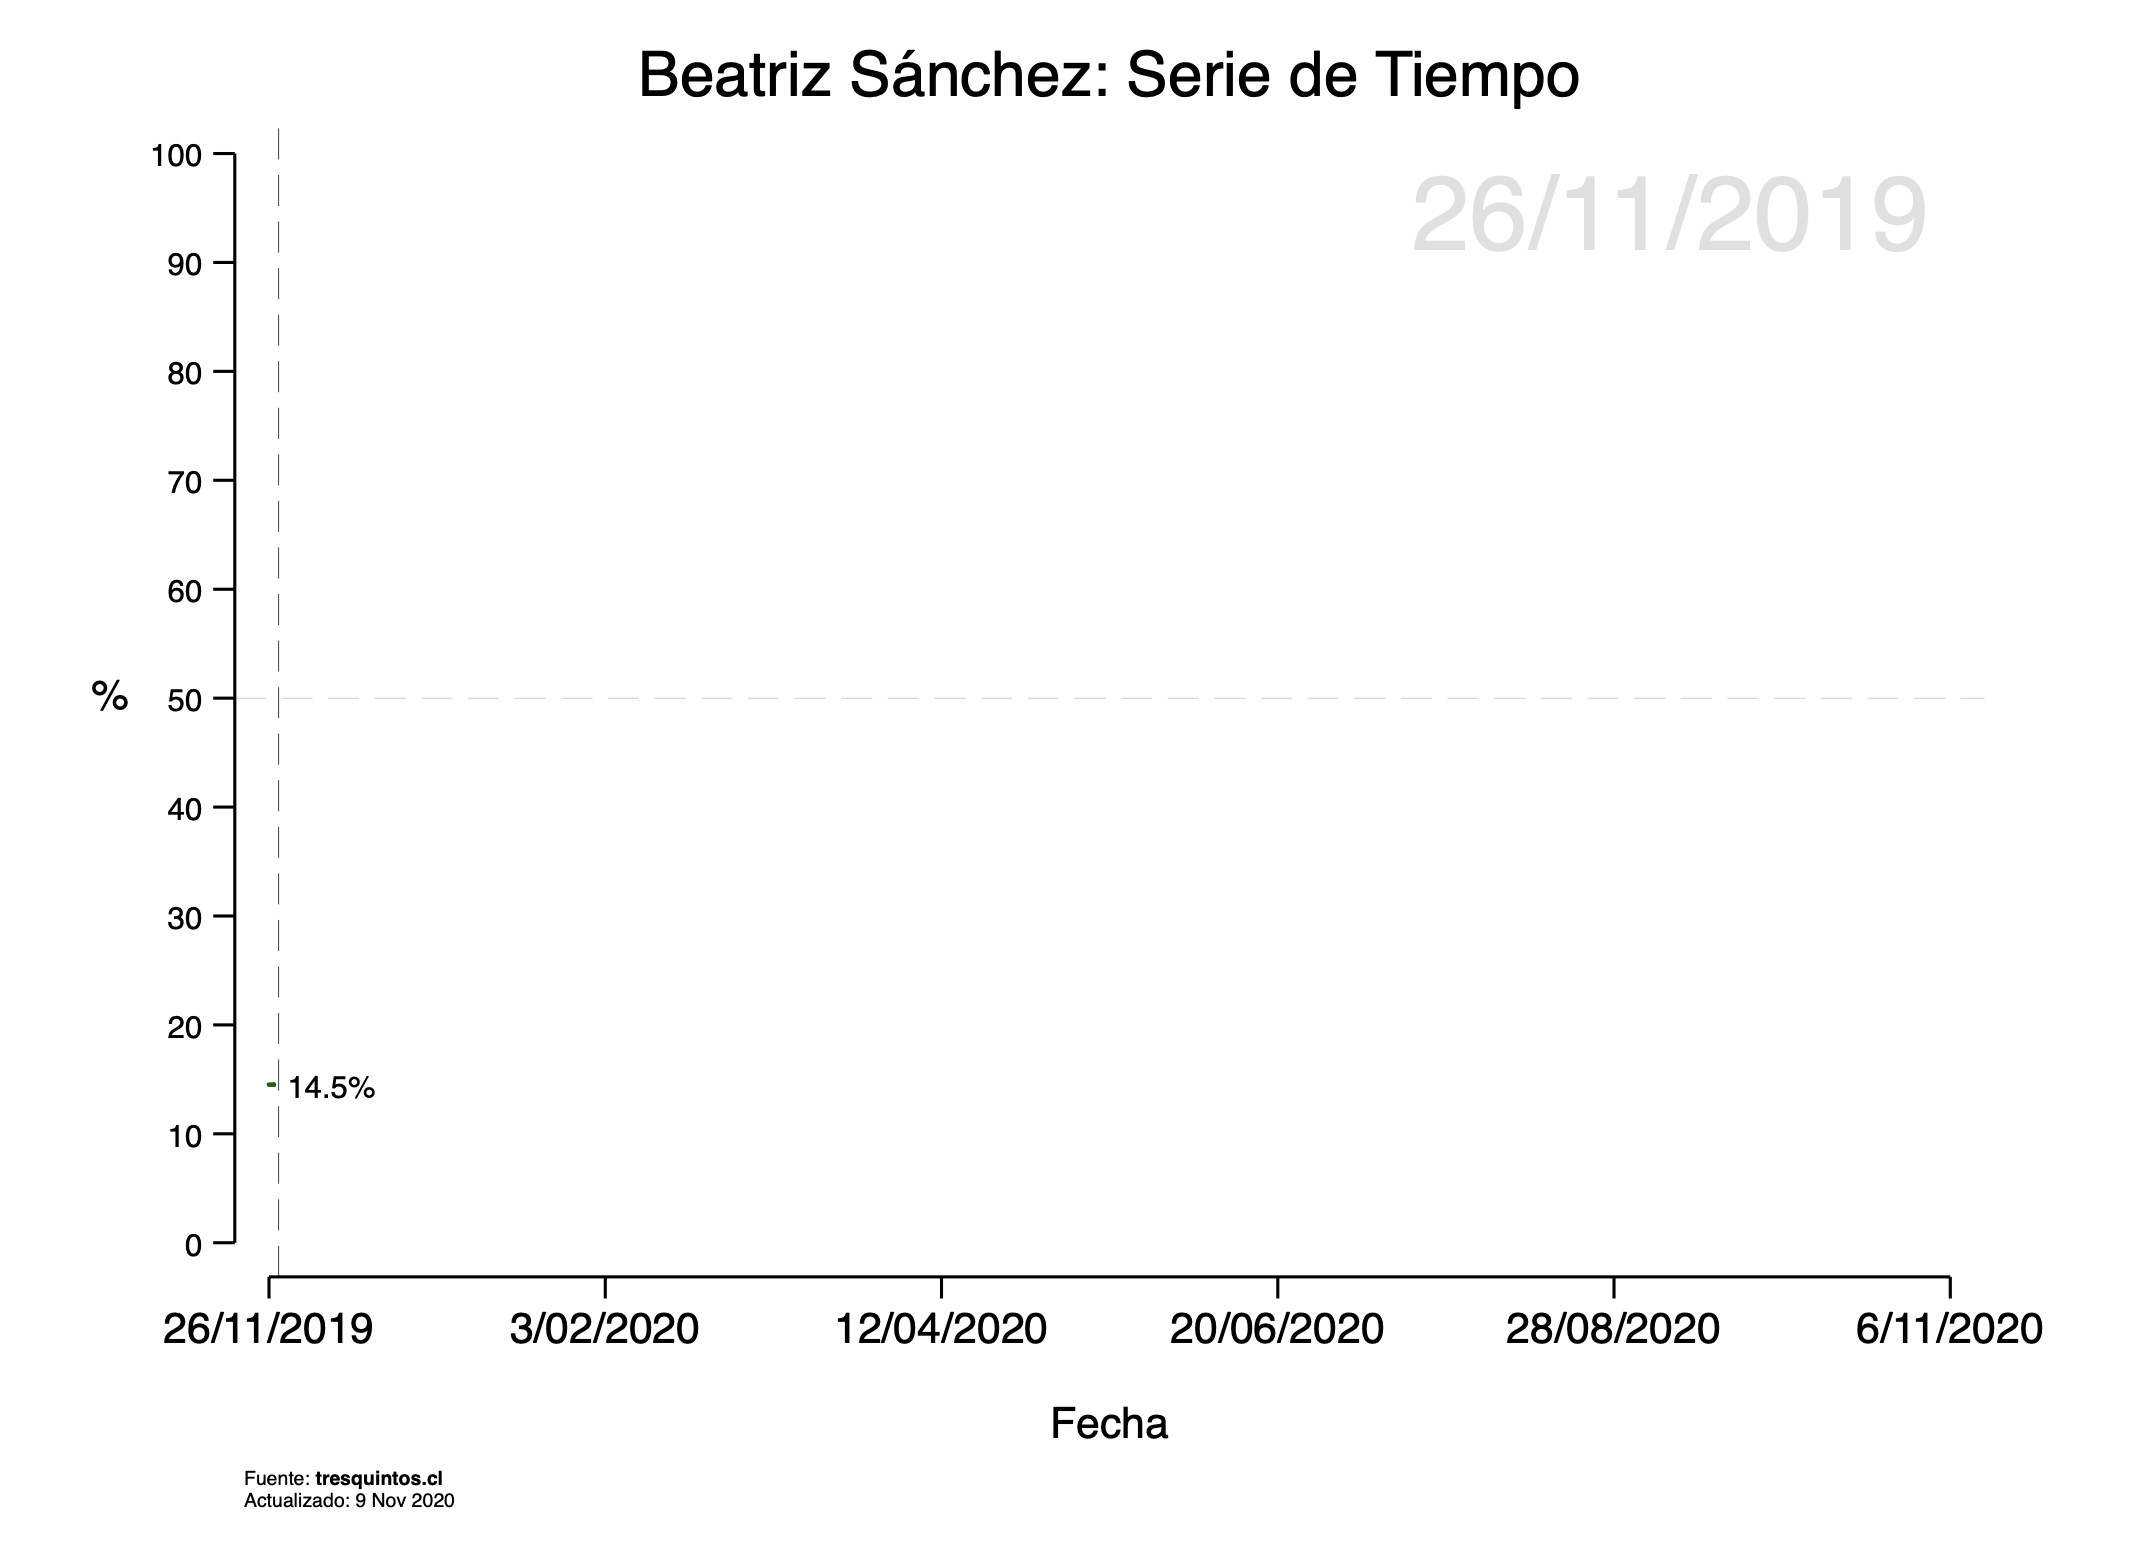 Beatriz Sánchez: Serie de Tiempo
26/11/2019
100
90
80
70
60
% 50
40
30
20
14.5%
10
0
26/11/2019 3/02/2020 12/04/2020 20/06/2020 28/08/2020 6/11/2020
Fecha
Fuente: tresquintos.cl
Actualizado: 9 Nov 2020